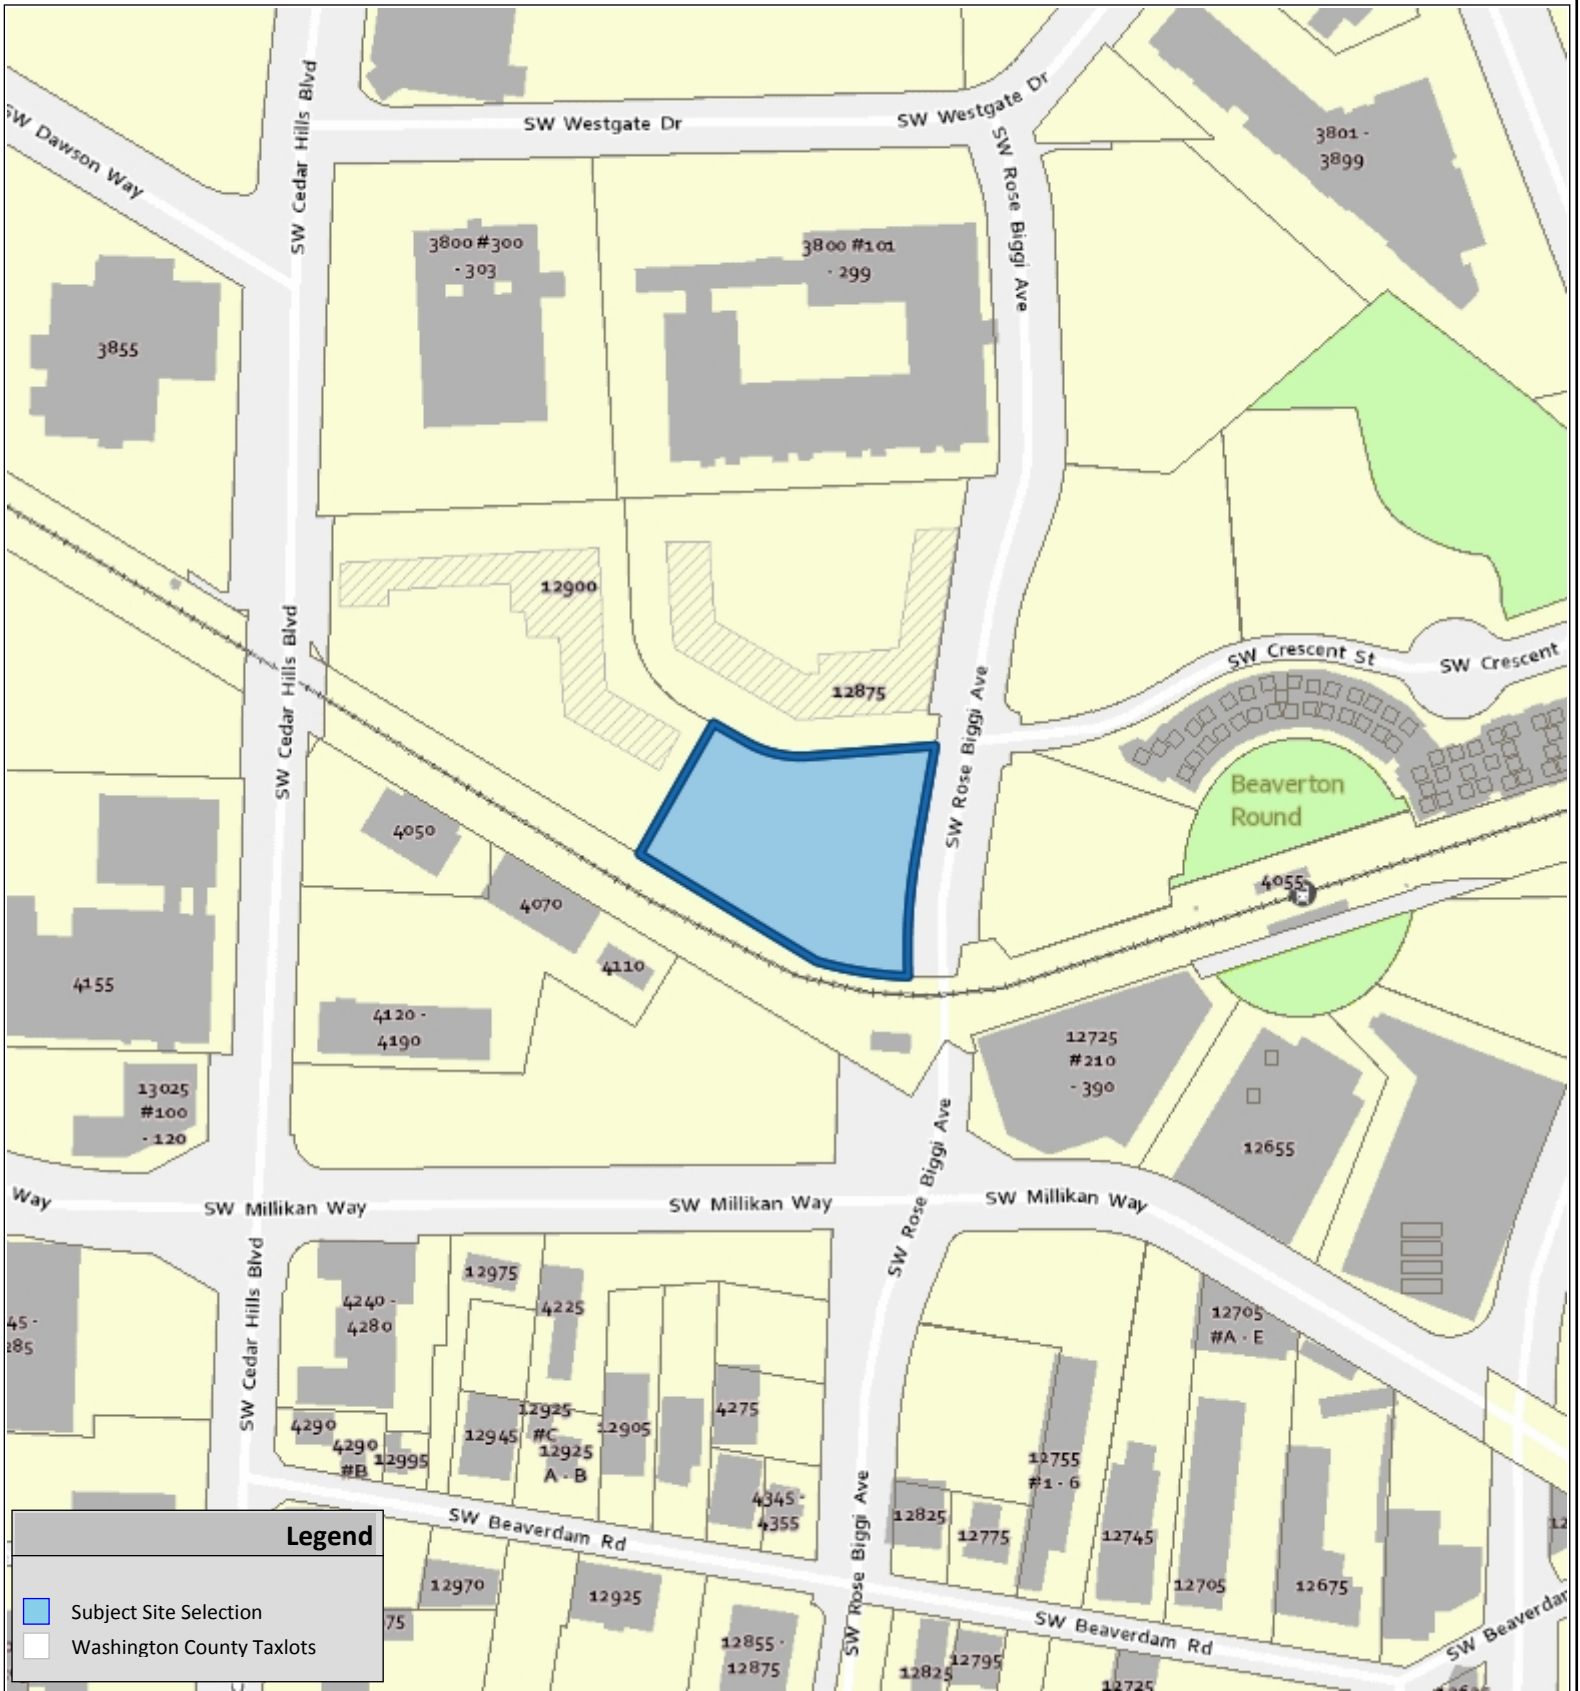 SW Westgate Dr
SW Westgate Dr
SW Cedar Hills Blvd
SW Dawson Way
SW Rose Biggi Ave
3801 -
3899
3800 #300
- 303
3800 #101
- 299
3855
12900
12875
SW Cedar Hills Blvd
SW Rose Biggi Ave
SW Crescent St
SW Crescent
Beaverton
Round
4055
4050
4070
4110
4155
4120 -
4190
13025
#100
- 120
12725
#210
- 390
12655
Way
SW Millikan Way
SW Millikan Way
SW Millikan Way
SW Rose Biggi Ave
SW Cedar Hills Blvd
12975
4225
4240 -
4280
45 -
285
12705
#A - E
4290
4290
#B
12995
12945
12925
#C
12925
A - B
12905
4275
4345 -
4355
12755
#1 - 6
12825
12775
12745
12705
12675
SW Rose Biggi Ave
SW Beaverdam Rd
SW Beaverdam Rd
SW Beaverdam
12970
12925
75
12855 -
12875
12825
12795
12725
12
Legend
Subject Site Selection
Washington County Taxlots